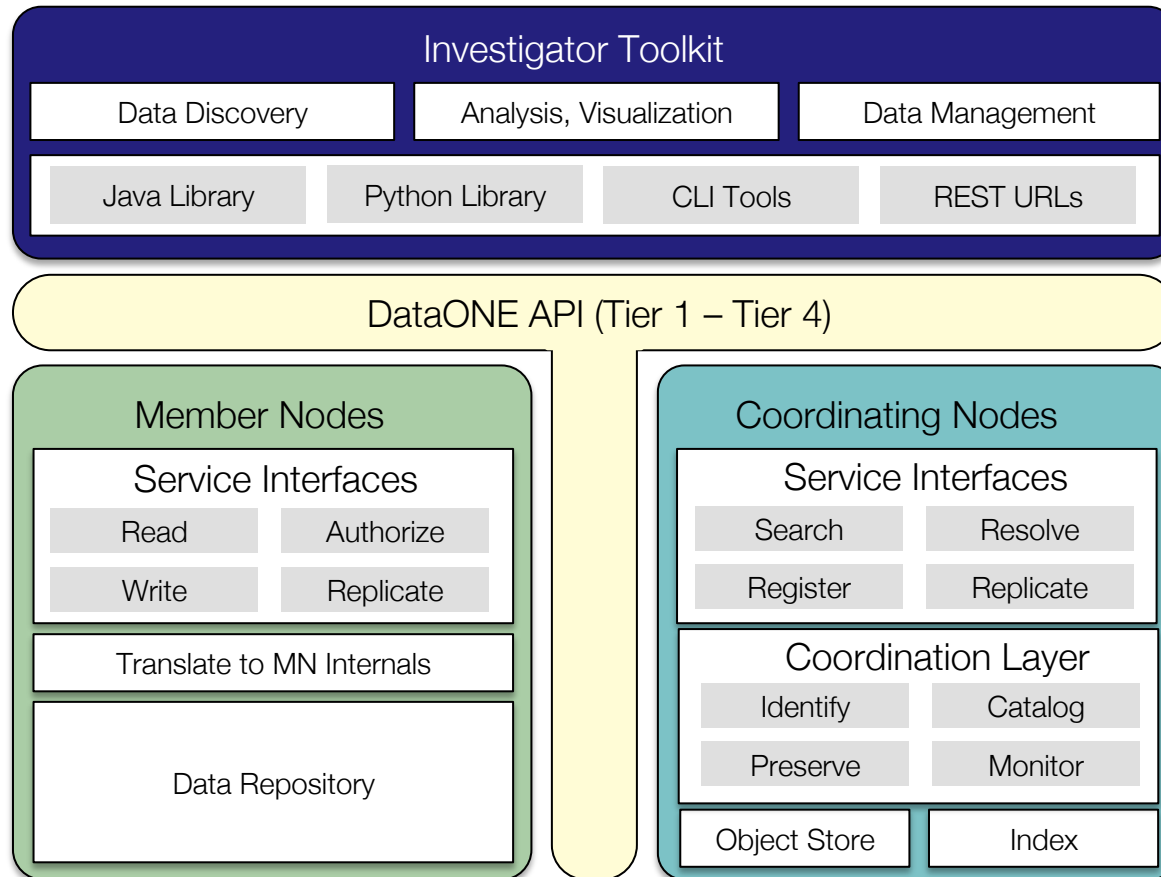 Investigator Toolkit
Data Discovery
Analysis, Visualization
Data Management
Java Library
Python Library
CLI Tools
REST URLs
DataONE API (Tier 1 – Tier 4)
Member Nodes
Service Interfaces
Read
Authorize
Write
Replicate
Translate to MN Internals
Data Repository
Coordinating Nodes
Service Interfaces
Search
Resolve
Register
Replicate
Coordination Layer
Identify
Catalog
Preserve
Monitor
Object Store
Index